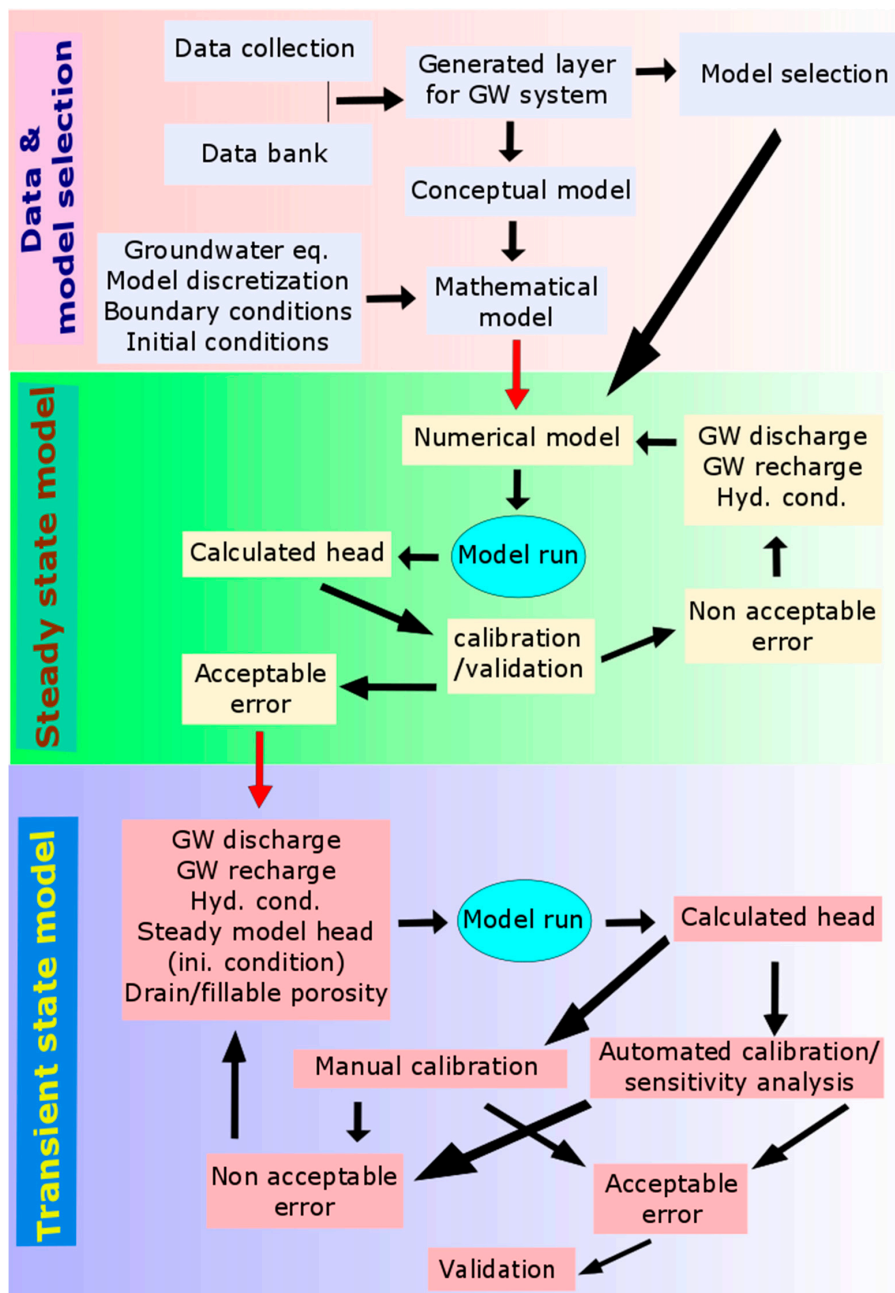 Data &
model selection
Data collection
Data bank
Generated layer
for GW system
Model selection
Conceptual model
Groundwater eq.
Model discretization
Boundary conditions
Initial conditions
Mathematical
model
Steady state model
Numerical model
GW discharge
GW recharge
Hyd. cond.
Model run
Calculated head
calibration
/validation
Non acceptable
error
Acceptable
error
Transient state model
GW discharge
GW recharge
Hyd. cond.
Steady model head
(ini. condition)
Drain/fillable porosity
Model run
Calculated head
Manual calibration
Automated calibration/
sensitivity analysis
Non acceptable
error
Acceptable
error
Validation